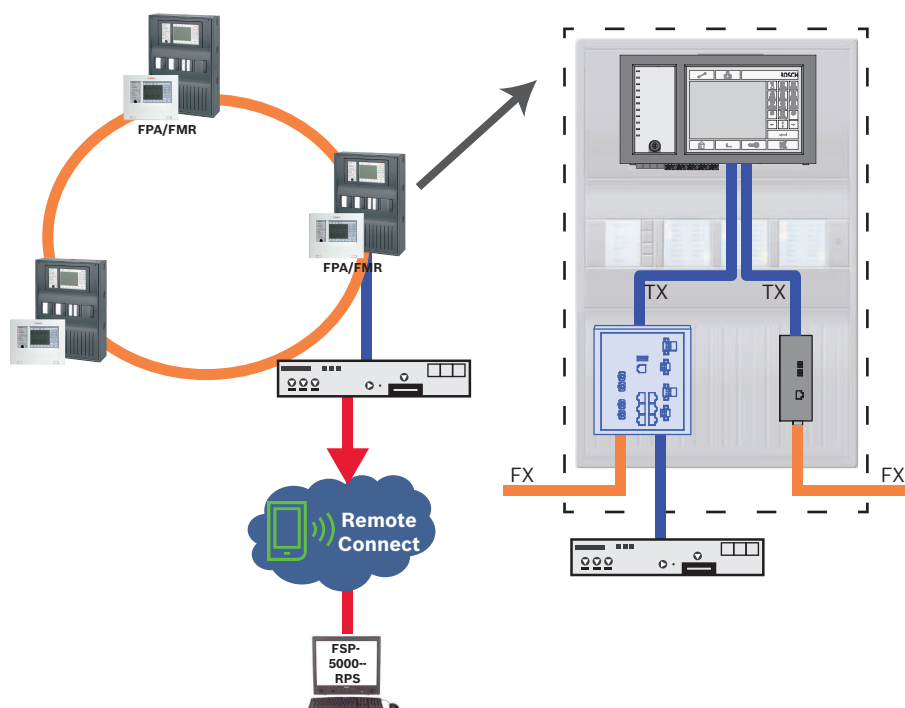 FPA/FMR
FPA/FMR
Remote
Connect
FSP-
5000--
RPS
BOSCH
TX
TX
FX
FX